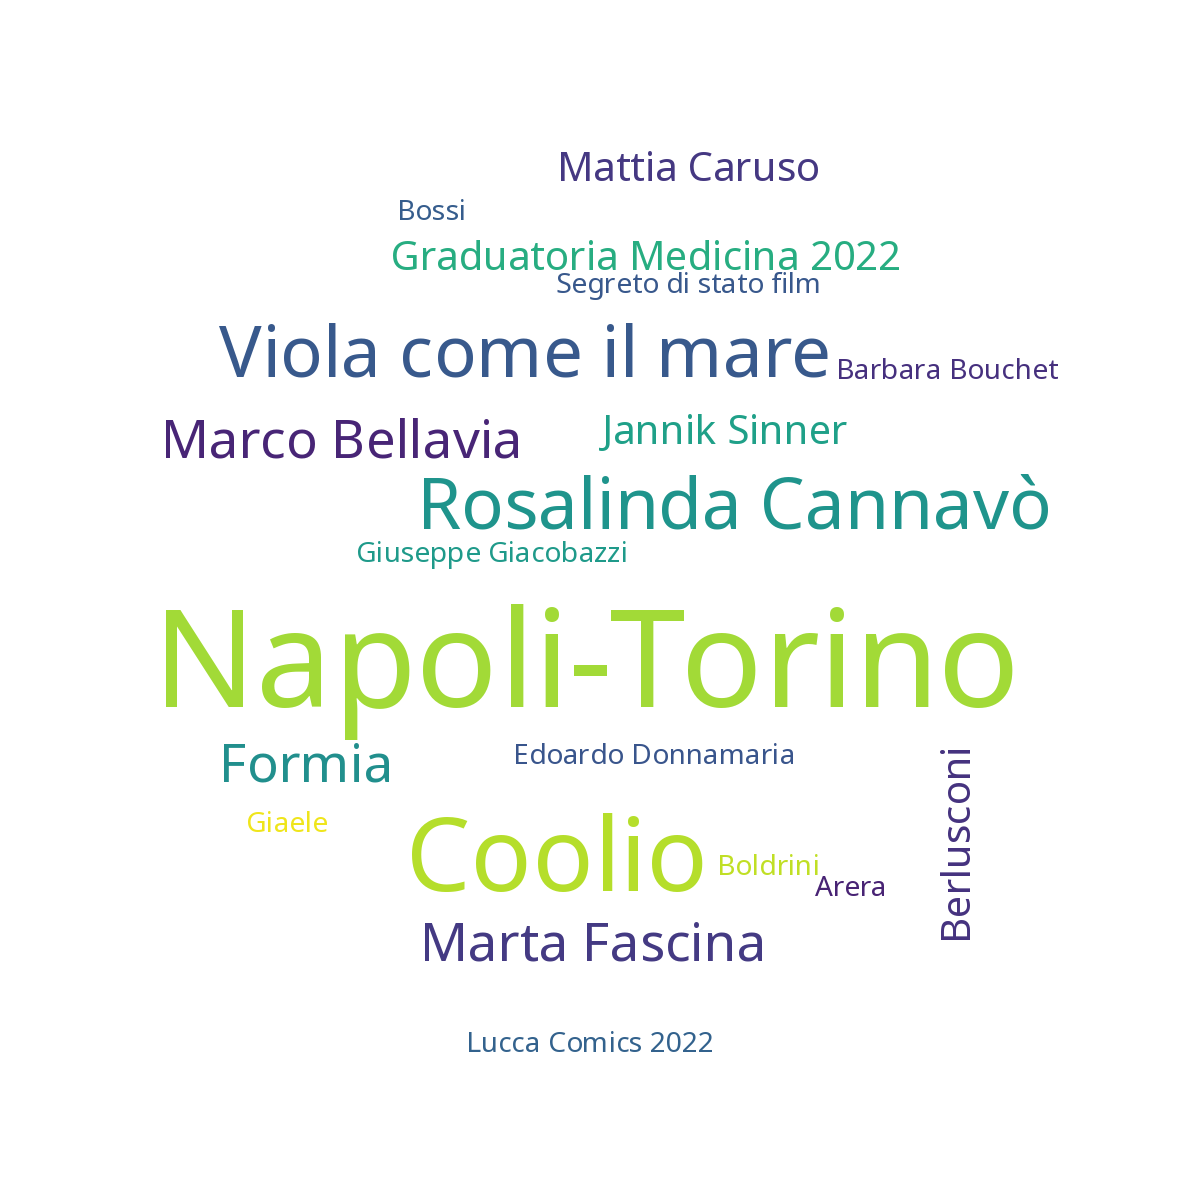 Mattia Caruso
Bossi
Graduatoria Medicina 2022
Segreto di stato film
Viola come il mare
Barbara Bouchet
Marco Bellavia
Jannik Sinner
Rosalinda Cannavò
Giuseppe Giacobazzi
Napoli-Torino
Formia
Edoardo Donnamaria
Berlusconi
Giaele
Coolio
Boldrini
Arera
Marta Fascina
Lucca Comics 2022